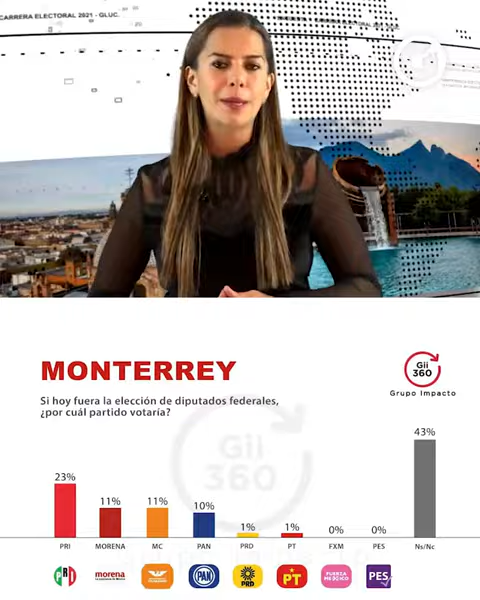 CARRERA ELECTORAL 2021 - GLUC.
MONTERREY
Gii
360
Grupo Impacto
Si hoy fuera la elección de diputados federales,
¿por cuál partido votaría?
Gii
360
23% 11% 11% 10% 1% 1% 0% 0% 43%
PRI MORENA MC PAN PRD PT FXM PES Ns/Nc
PRI morena PAN PRD PT FUERZA MÉXICO PES